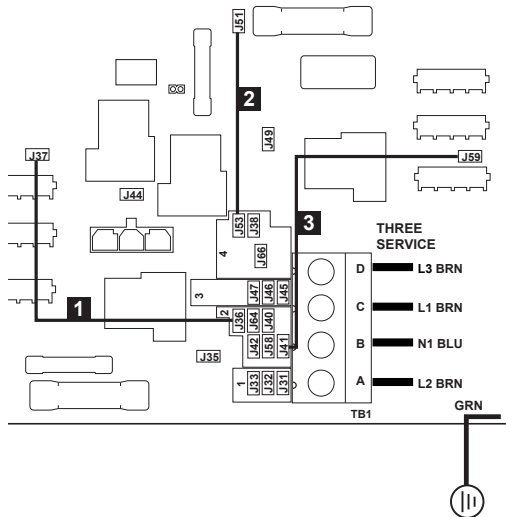 J51
2
J49
J59
J37
J44
J53 J38
3
THREE
SERVICE
4
J66
D L3 BRN
3
J47 J46 J45
C L1 BRN
1
2
J36 J64 J40
J42 J58 J41
B N1 BLU
J35
1
J33 J32 J31
A L2 BRN
TB1
GRN